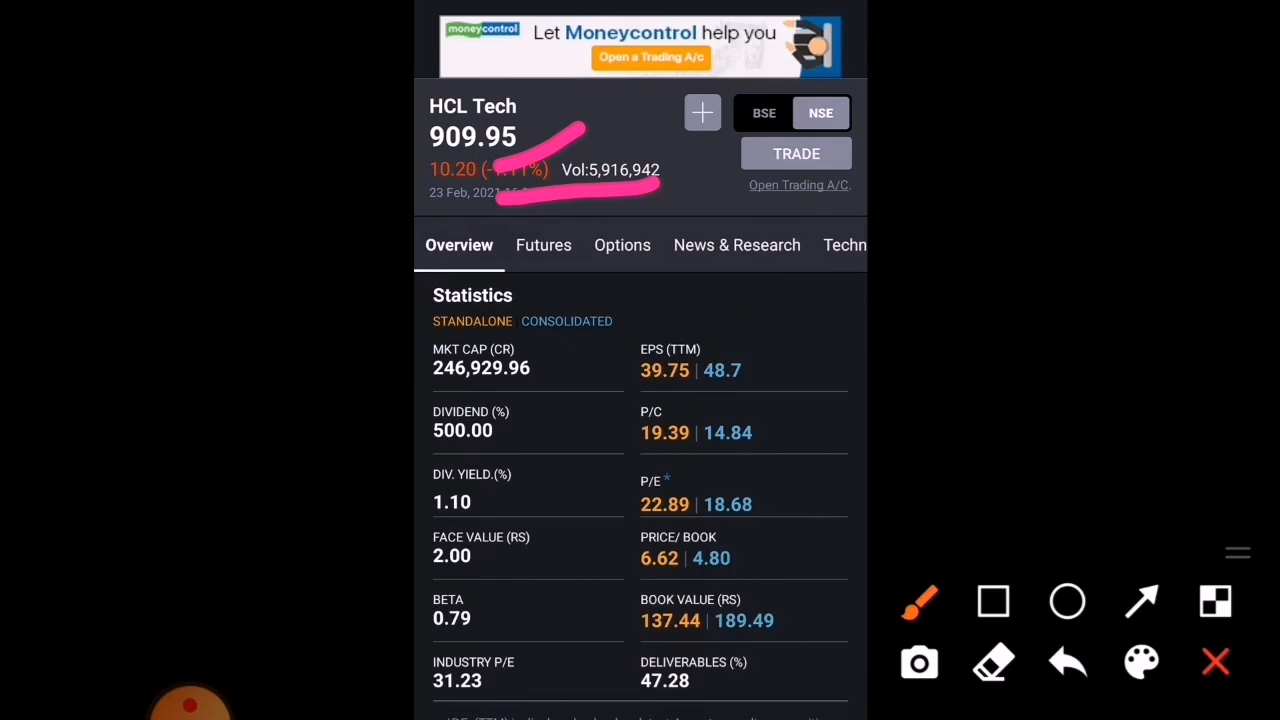 moneycontrol
Let Moneycontrol help you
Open a Trading A/c
HCL Tech
909.95
BSE NSE
TRADE
10.20 Vol:5,916,942
23 Feb, 2021
Open Trading A/C.
Overview Futures Options News & Research Techn
Statistics
STANDALONE | CONSOLIDATED
MKT CAP (CR) EPS (TTM)
246,929.96 39.75 | 48.7
DIVIDEND (%) P/C
500.00 19.39 | 14.84
DIV. YIELD.(%) P/E *
1.10 22.89 | 18.68
FACE VALUE (RS) PRICE/ BOOK
2.00 6.62 | 4.80
BETA BOOK VALUE (RS)
0.79 137.44 | 189.49
INDUSTRY P/E DELIVERABLES (%)
31.23 47.28